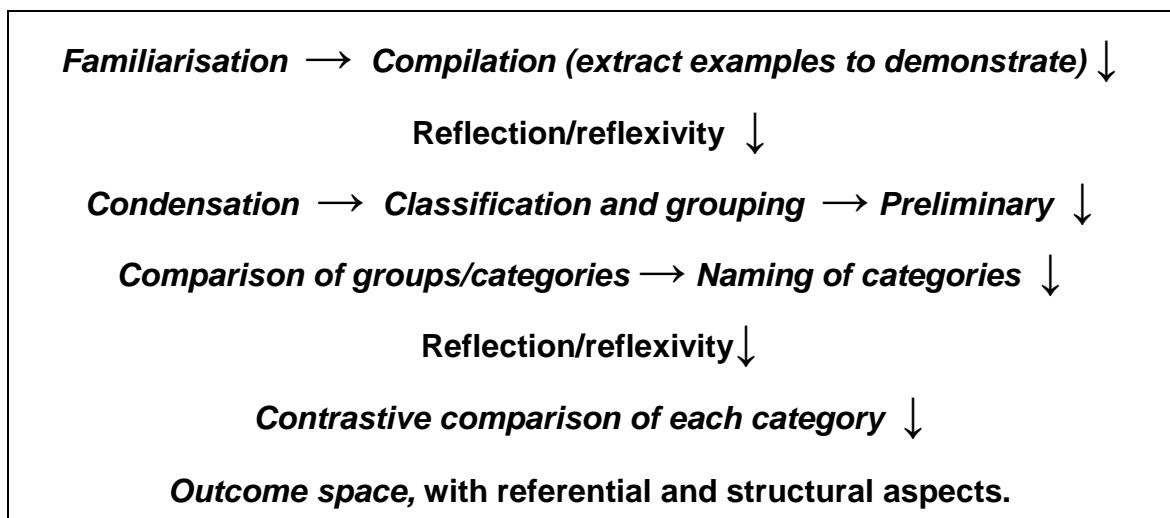 Familiarisation → Compilation (extract examples to demonstrate) ↓
Reflection/reflexivity ↓
Condensation → Classification and grouping → Preliminary ↓
Comparison of groups/categories → Naming of categories ↓
Reflection/reflexivity ↓
Contrastive comparison of each category ↓
Outcome space, with referential and structural aspects.